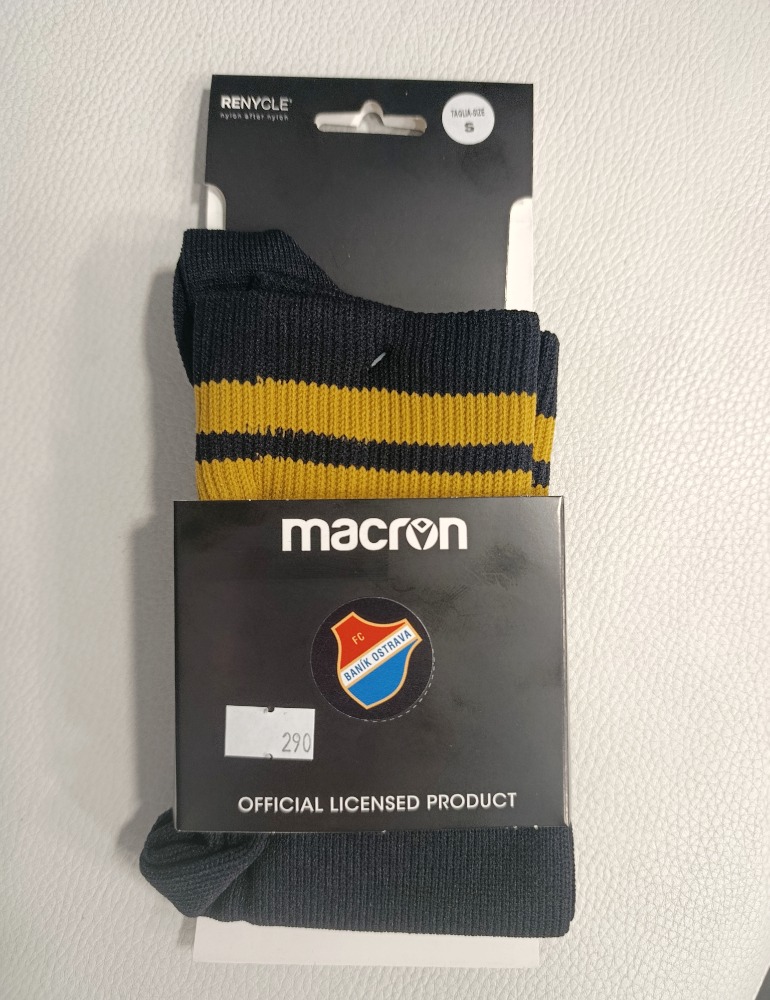 RENYCLE
nylon after nylon
TAGLIA-SIZE
S
macron
FC
BANÍK OSTRAVA
290
OFFICIAL LICENSED PRODUCT